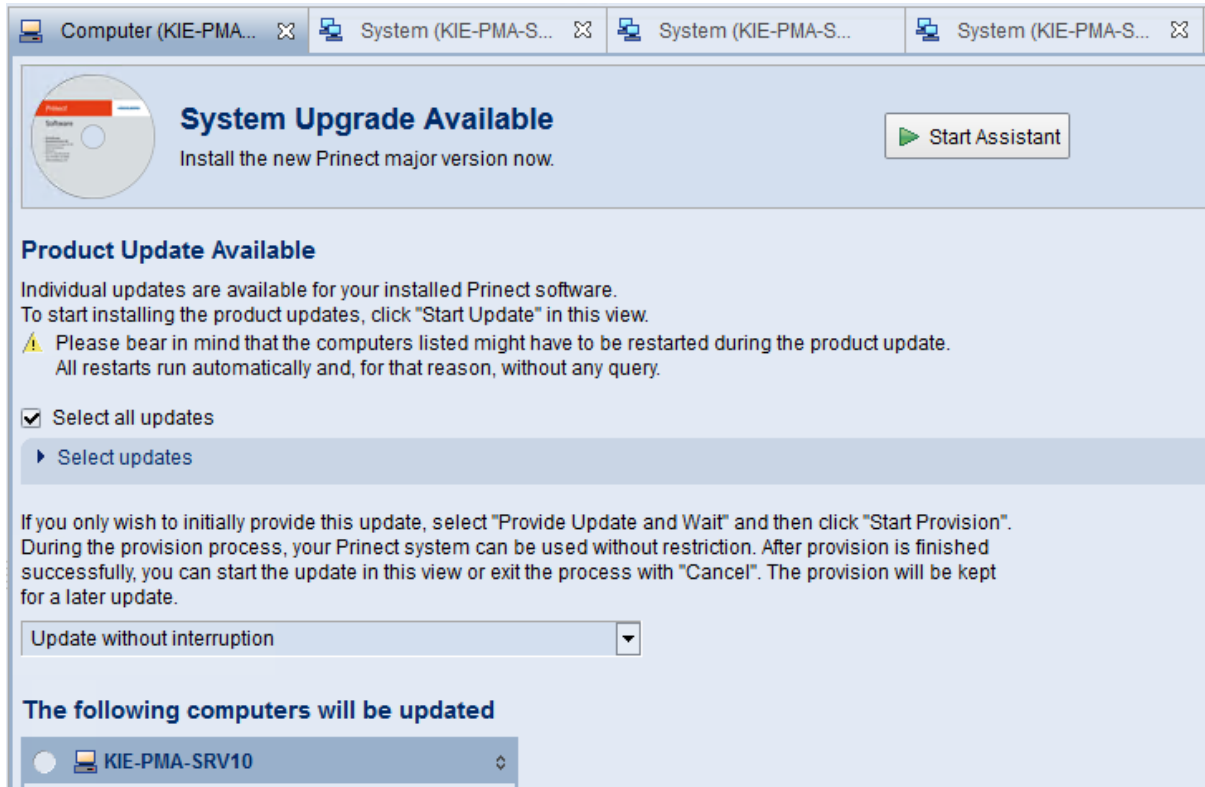 Computer (KIE-PMA...
System (KIE-PMA-S...
System (KIE-PMA-S...
System (KIE-PMA-S...
Prinect
Software
System Upgrade Available
Install the new Prinect major version now.
Start Assistant
Product Update Available
Individual updates are available for your installed Prinect software.
To start installing the product updates, click "Start Update" in this view.
Please bear in mind that the computers listed might have to be restarted during the product update.
All restarts run automatically and, for that reason, without any query.
Select all updates
Select updates
If you only wish to initially provide this update, select "Provide Update and Wait" and then click "Start Provision".
During the provision process, your Prinect system can be used without restriction. After provision is finished
successfully, you can start the update in this view or exit the process with "Cancel". The provision will be kept
for a later update.
Update without interruption
The following computers will be updated
KIE-PMA-SRV10